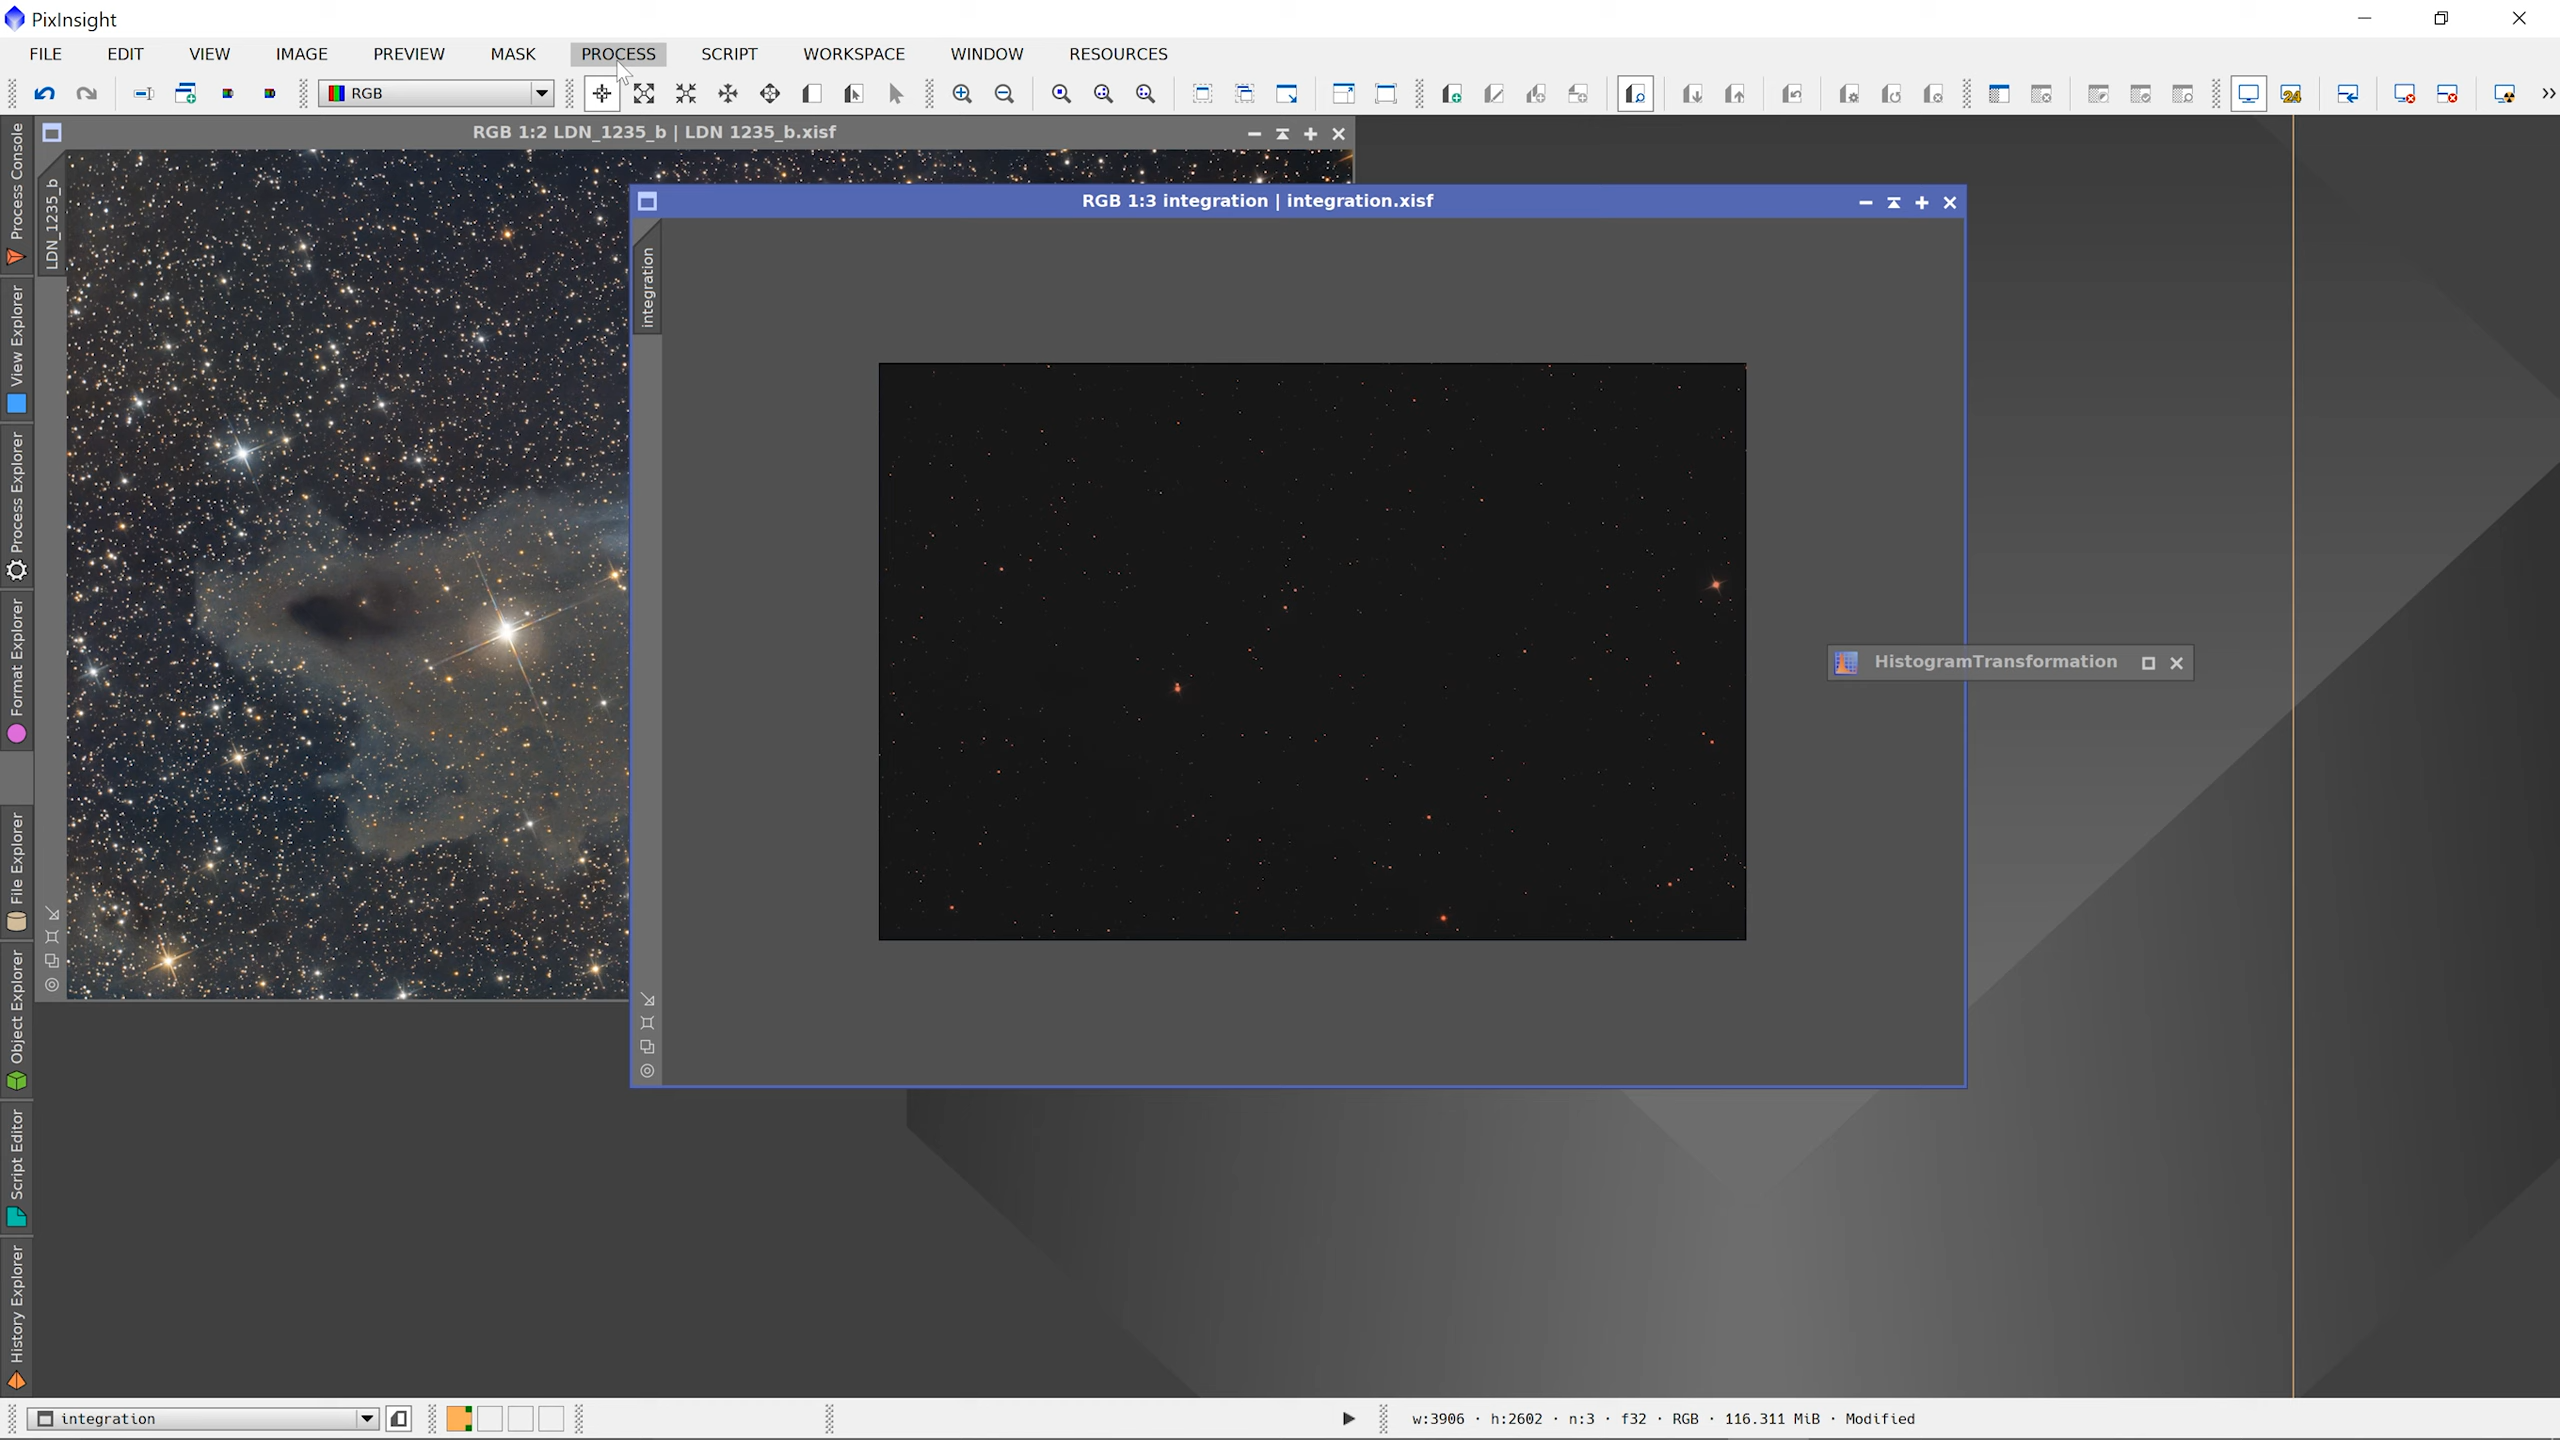 PixInsight
FILE EDIT VIEW IMAGE PREVIEW MASK PROCESS SCRIPT WORKSPACE WINDOW RESOURCES
RGB
24
RGB 1:2 LDN_1235_b | LDN 1235_b.xisf
LDN_1235_b
RGB 1:3 integration | integration.xisf
integration
HistogramTransformation
Process Console
View Explorer
Process Explorer
Format Explorer
File Explorer
Object Explorer
Script Editor
History Explorer
integration
w:3906 · h:2602 · n:3 · f32 · RGB · 116.311 MiB · Modified